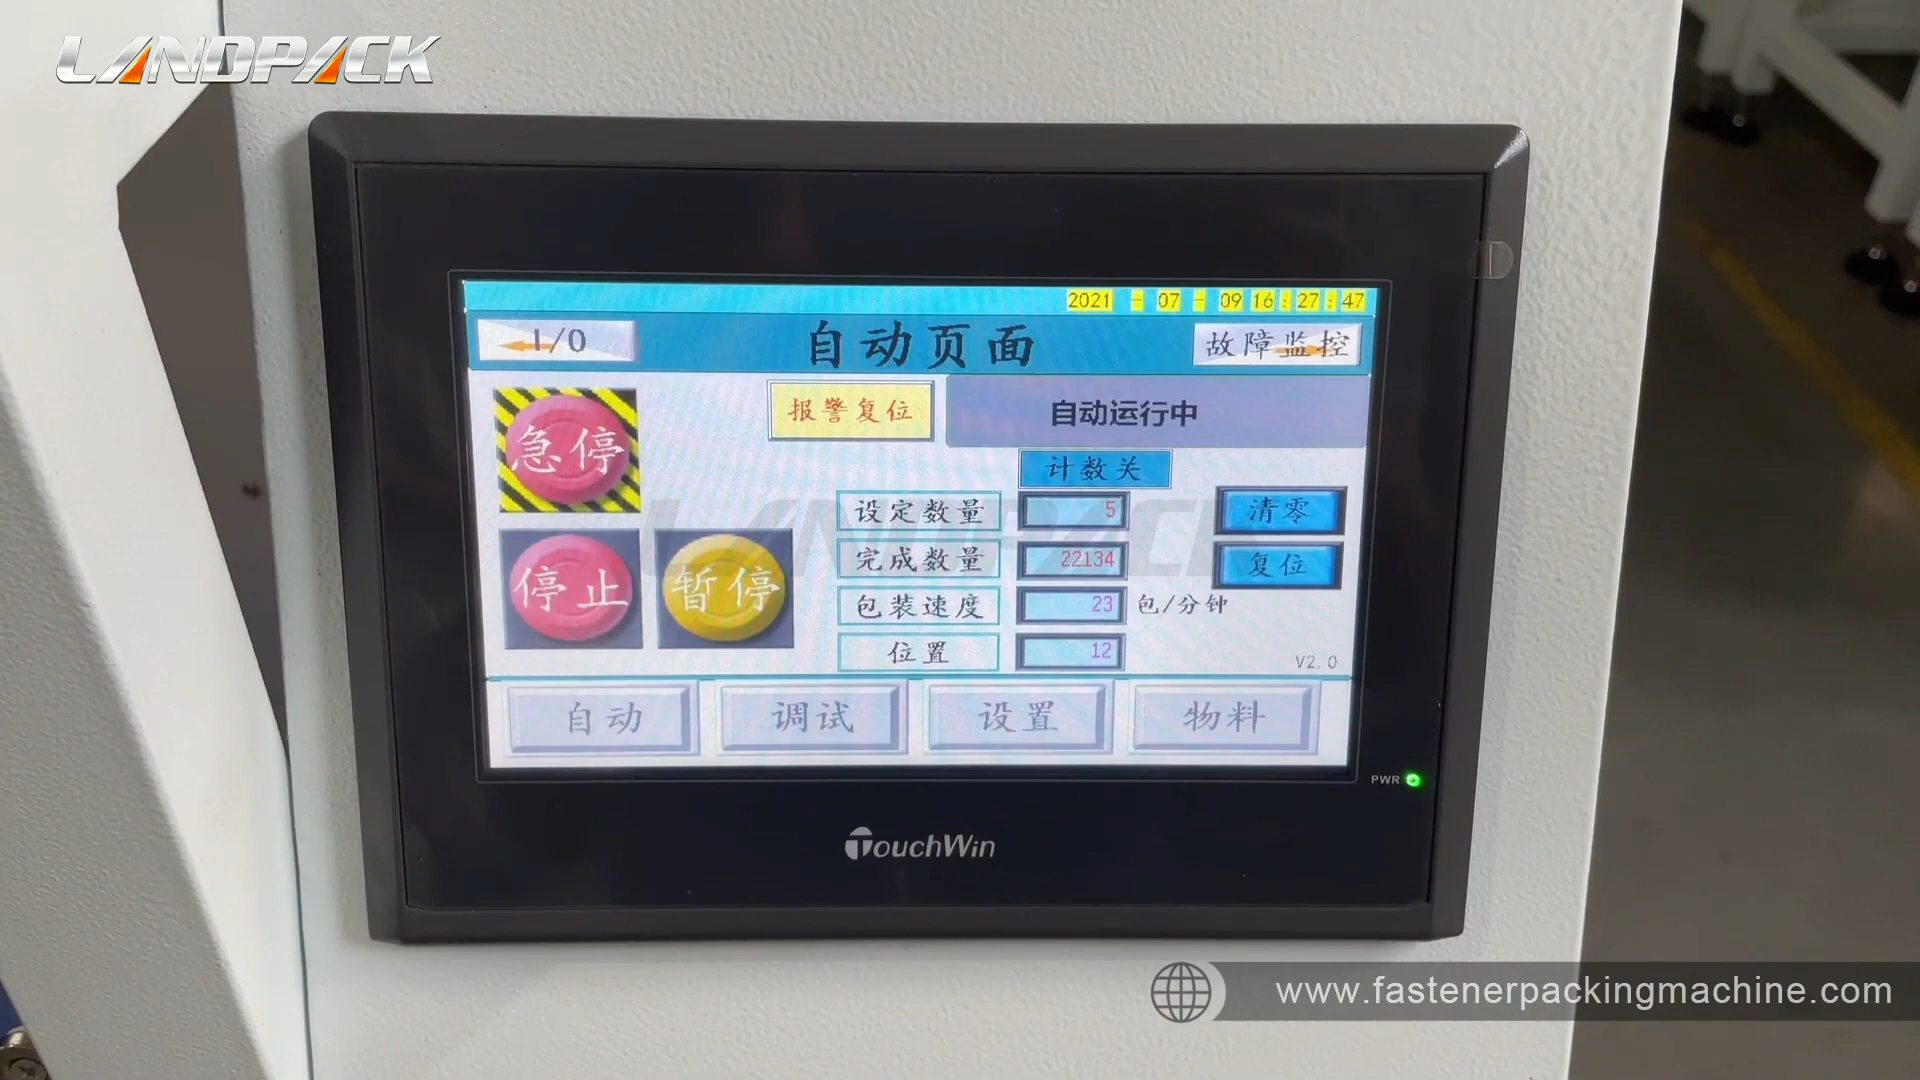 LANDPACK
2021 - 07 - 09 16:27:47
I/O
自动页面
故障监控
急停
报警复位
自动运行中
计数关
设定数量 5
清零
完成数量 22134
复位
停止
暂停
包装速度 23 包/分钟
位置 12
V2.0
自动 调试 设置 物料
PWR
TouchWin
LANDPACK
www.fastenerpackingmachine.com